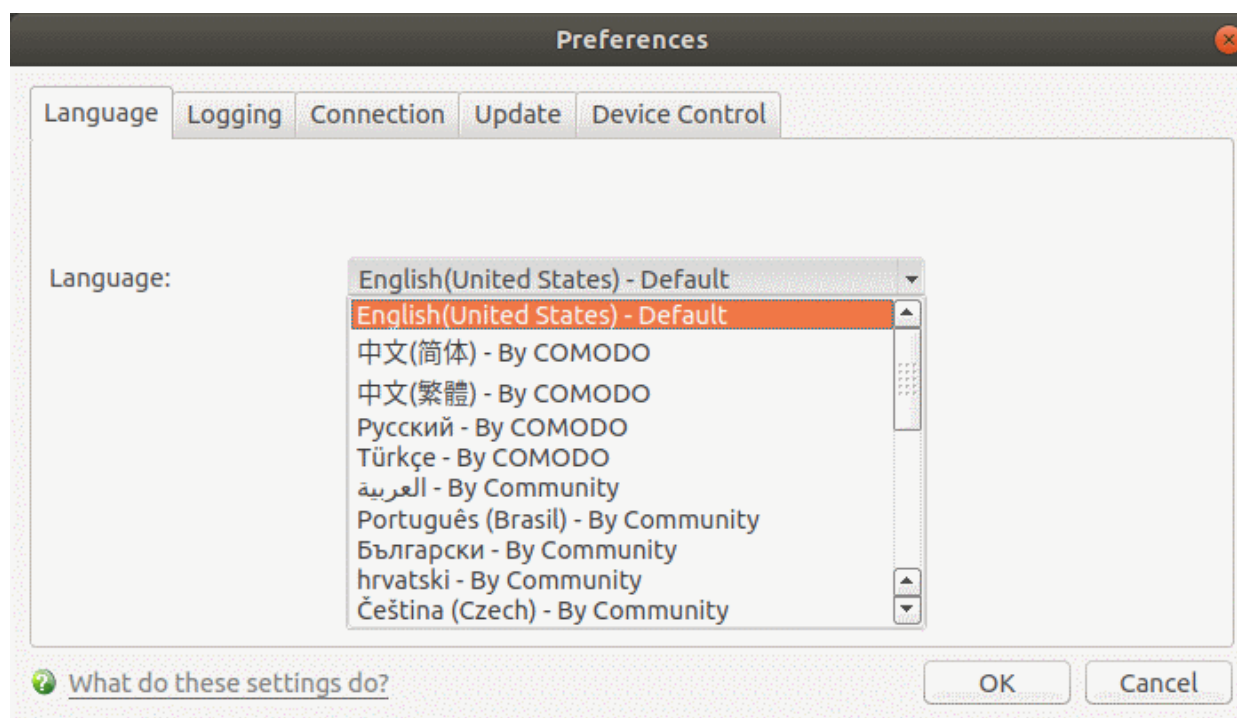 Preferences
Language Logging Connection Update Device Control
Language: English(United States) - Default
English(United States) - Default
中文(简体) - By COMODO
中文(繁體) - By COMODO
Русский - By COMODO
Türkçe - By COMODO
العربية - By Community
Português (Brasil) - By Community
Български - By Community
hrvatski - By Community
Čeština (Czech) - By Community
What do these settings do? OK Cancel